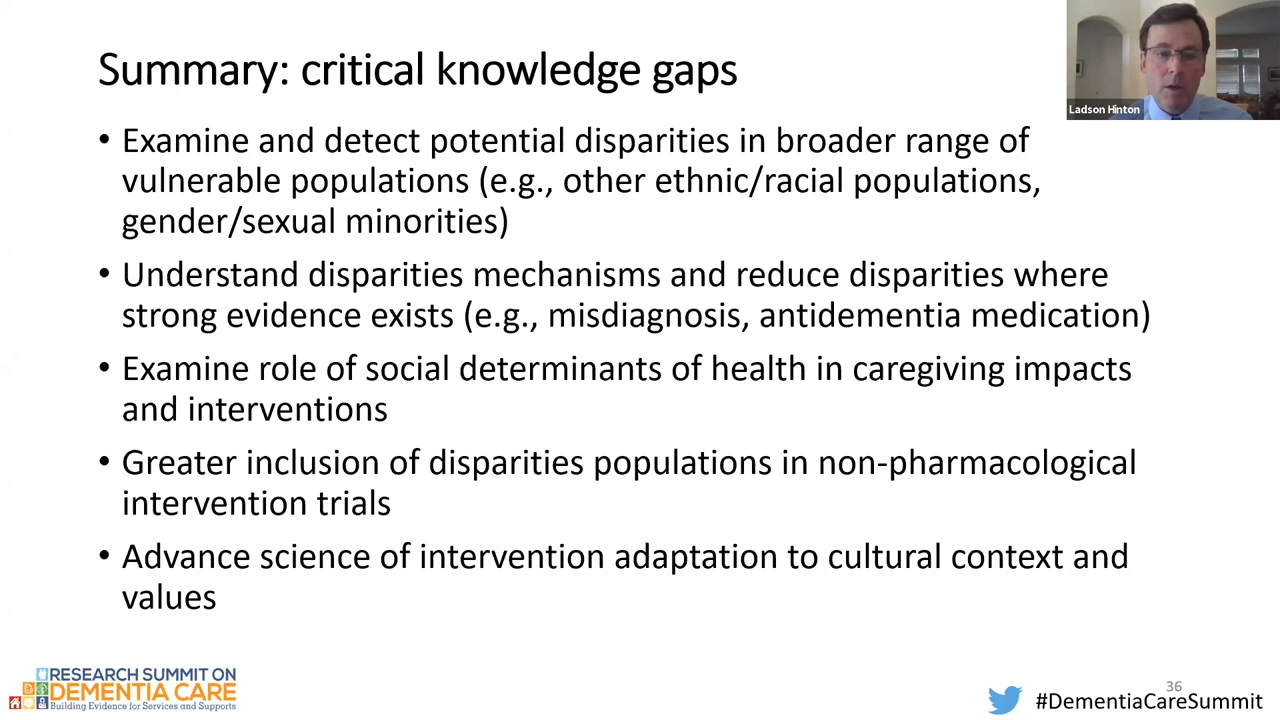 Summary: critical knowledge gaps
Ladson Hinton
• Examine and detect potential disparities in broader range of
vulnerable populations (e.g., other ethnic/racial populations,
gender/sexual minorities)
• Understand disparities mechanisms and reduce disparities where
strong evidence exists (e.g., misdiagnosis, antidementia medication)
• Examine role of social determinants of health in caregiving impacts
and interventions
• Greater inclusion of disparities populations in non-pharmacological
intervention trials
• Advance science of intervention adaptation to cultural context and
values
RESEARCH SUMMIT ON
DEMENTIA CARE
Building Evidence for Services and Supports
36
#DementiaCareSummit